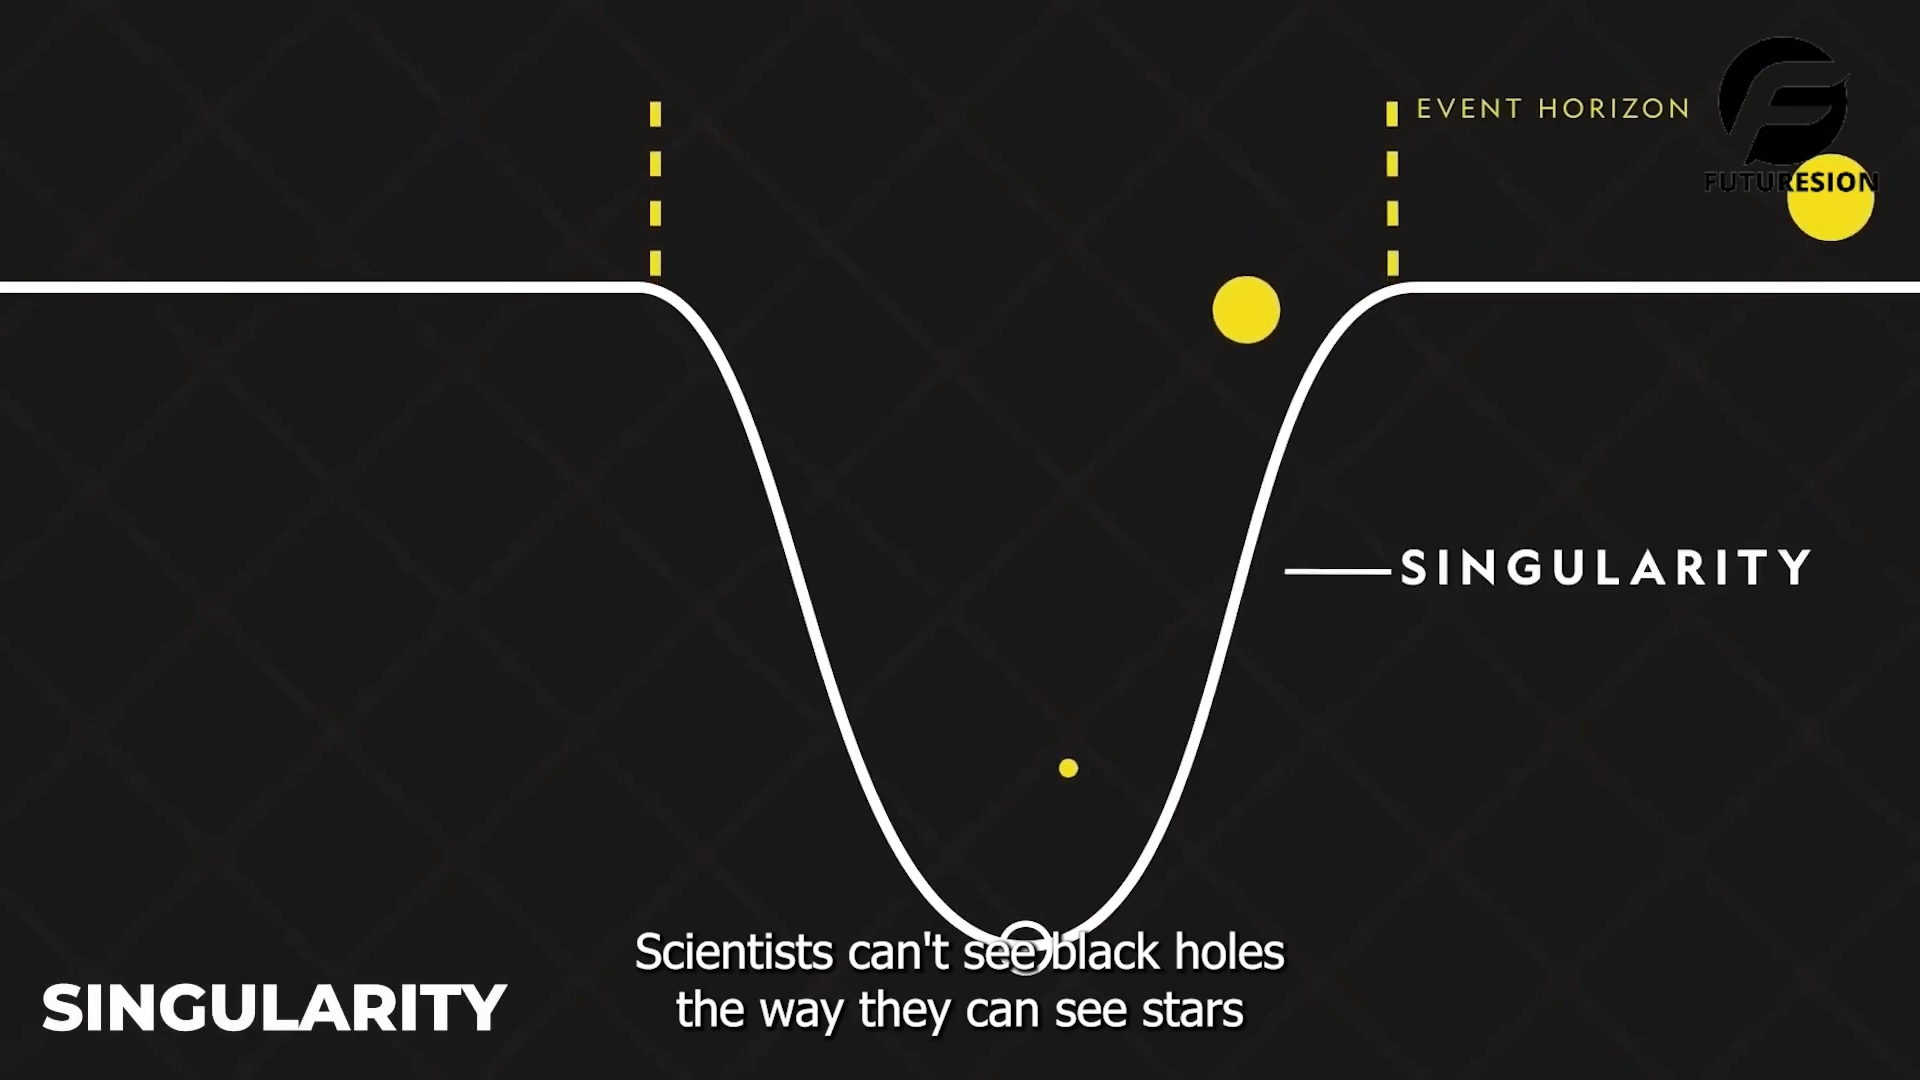 EVENT HORIZON
FUTURESION
SINGULARITY
Scientists can't see black holes
the way they can see stars
SINGULARITY